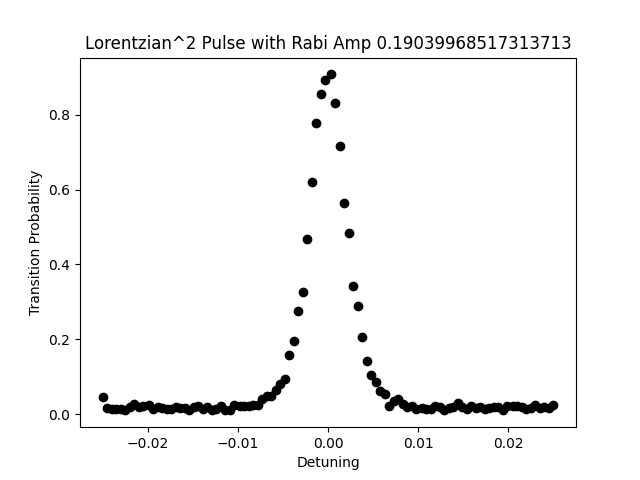 Lorentzian^2 Pulse with Rabi Amp 0.19039968517313713
Transition Probability
0.8
0.6
0.4
0.2
0.0
−0.02 −0.01 0.00 0.01 0.02
Detuning